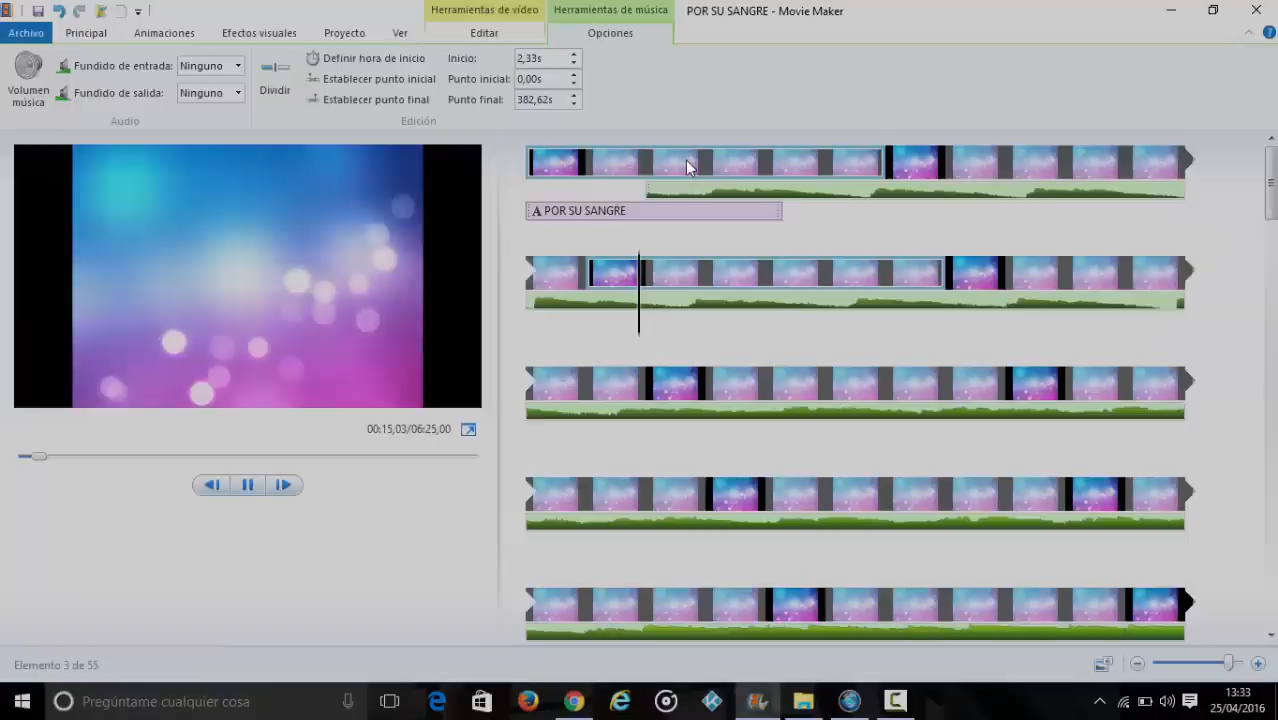 Herramientas de vídeo
Herramientas de música
POR SU SANGRE - Movie Maker
Archivo
Principal
Animaciones
Efectos visuales
Proyecto
Ver
Editar
Opciones
Volumen
música
Fundido de entrada: Ninguno
Fundido de salida: Ninguno
Audio
Dividir
Definir hora de inicio
Establecer punto inicial
Establecer punto final
Inicio: 2,33s
Punto inicial: 0,00s
Punto final: 382,62s
Edición
A POR SU SANGRE
00:15,03/06:25,00
Elemento 3 de 55
Pregúntame cualquier cosa
13:33
25/04/2016